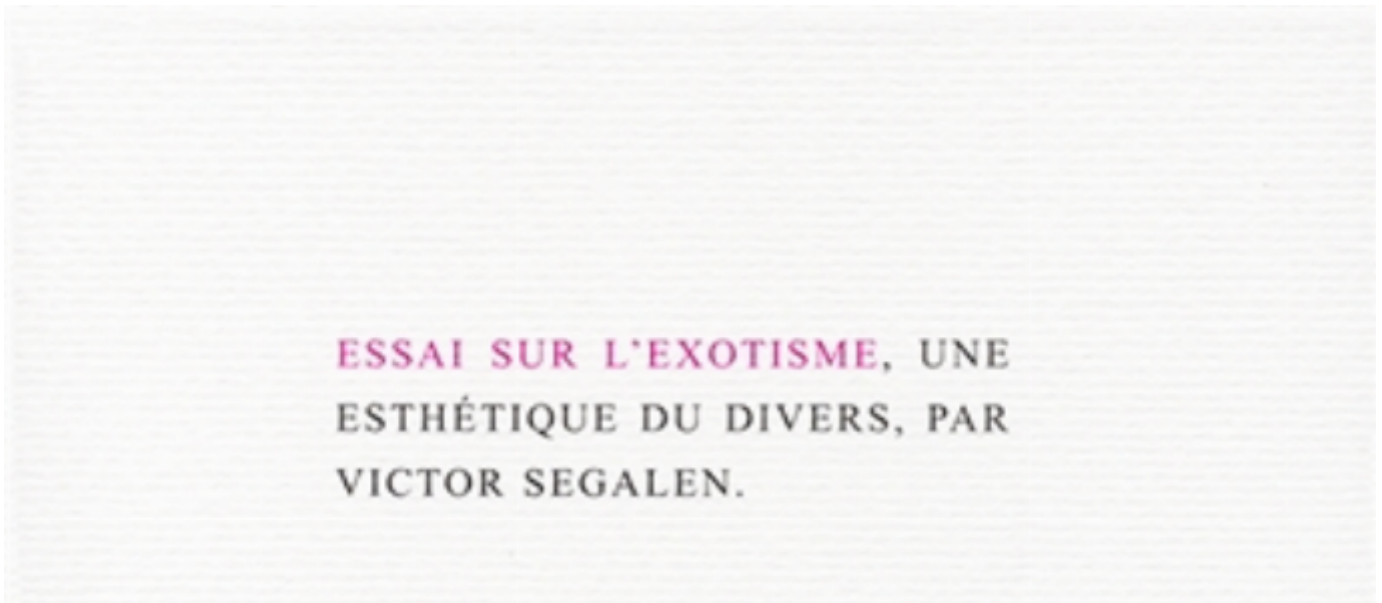 ESSAI SUR L'EXOTISME, UNE
ESTHÉTIQUE DU DIVERS, PAR
VICTOR SEGALEN.